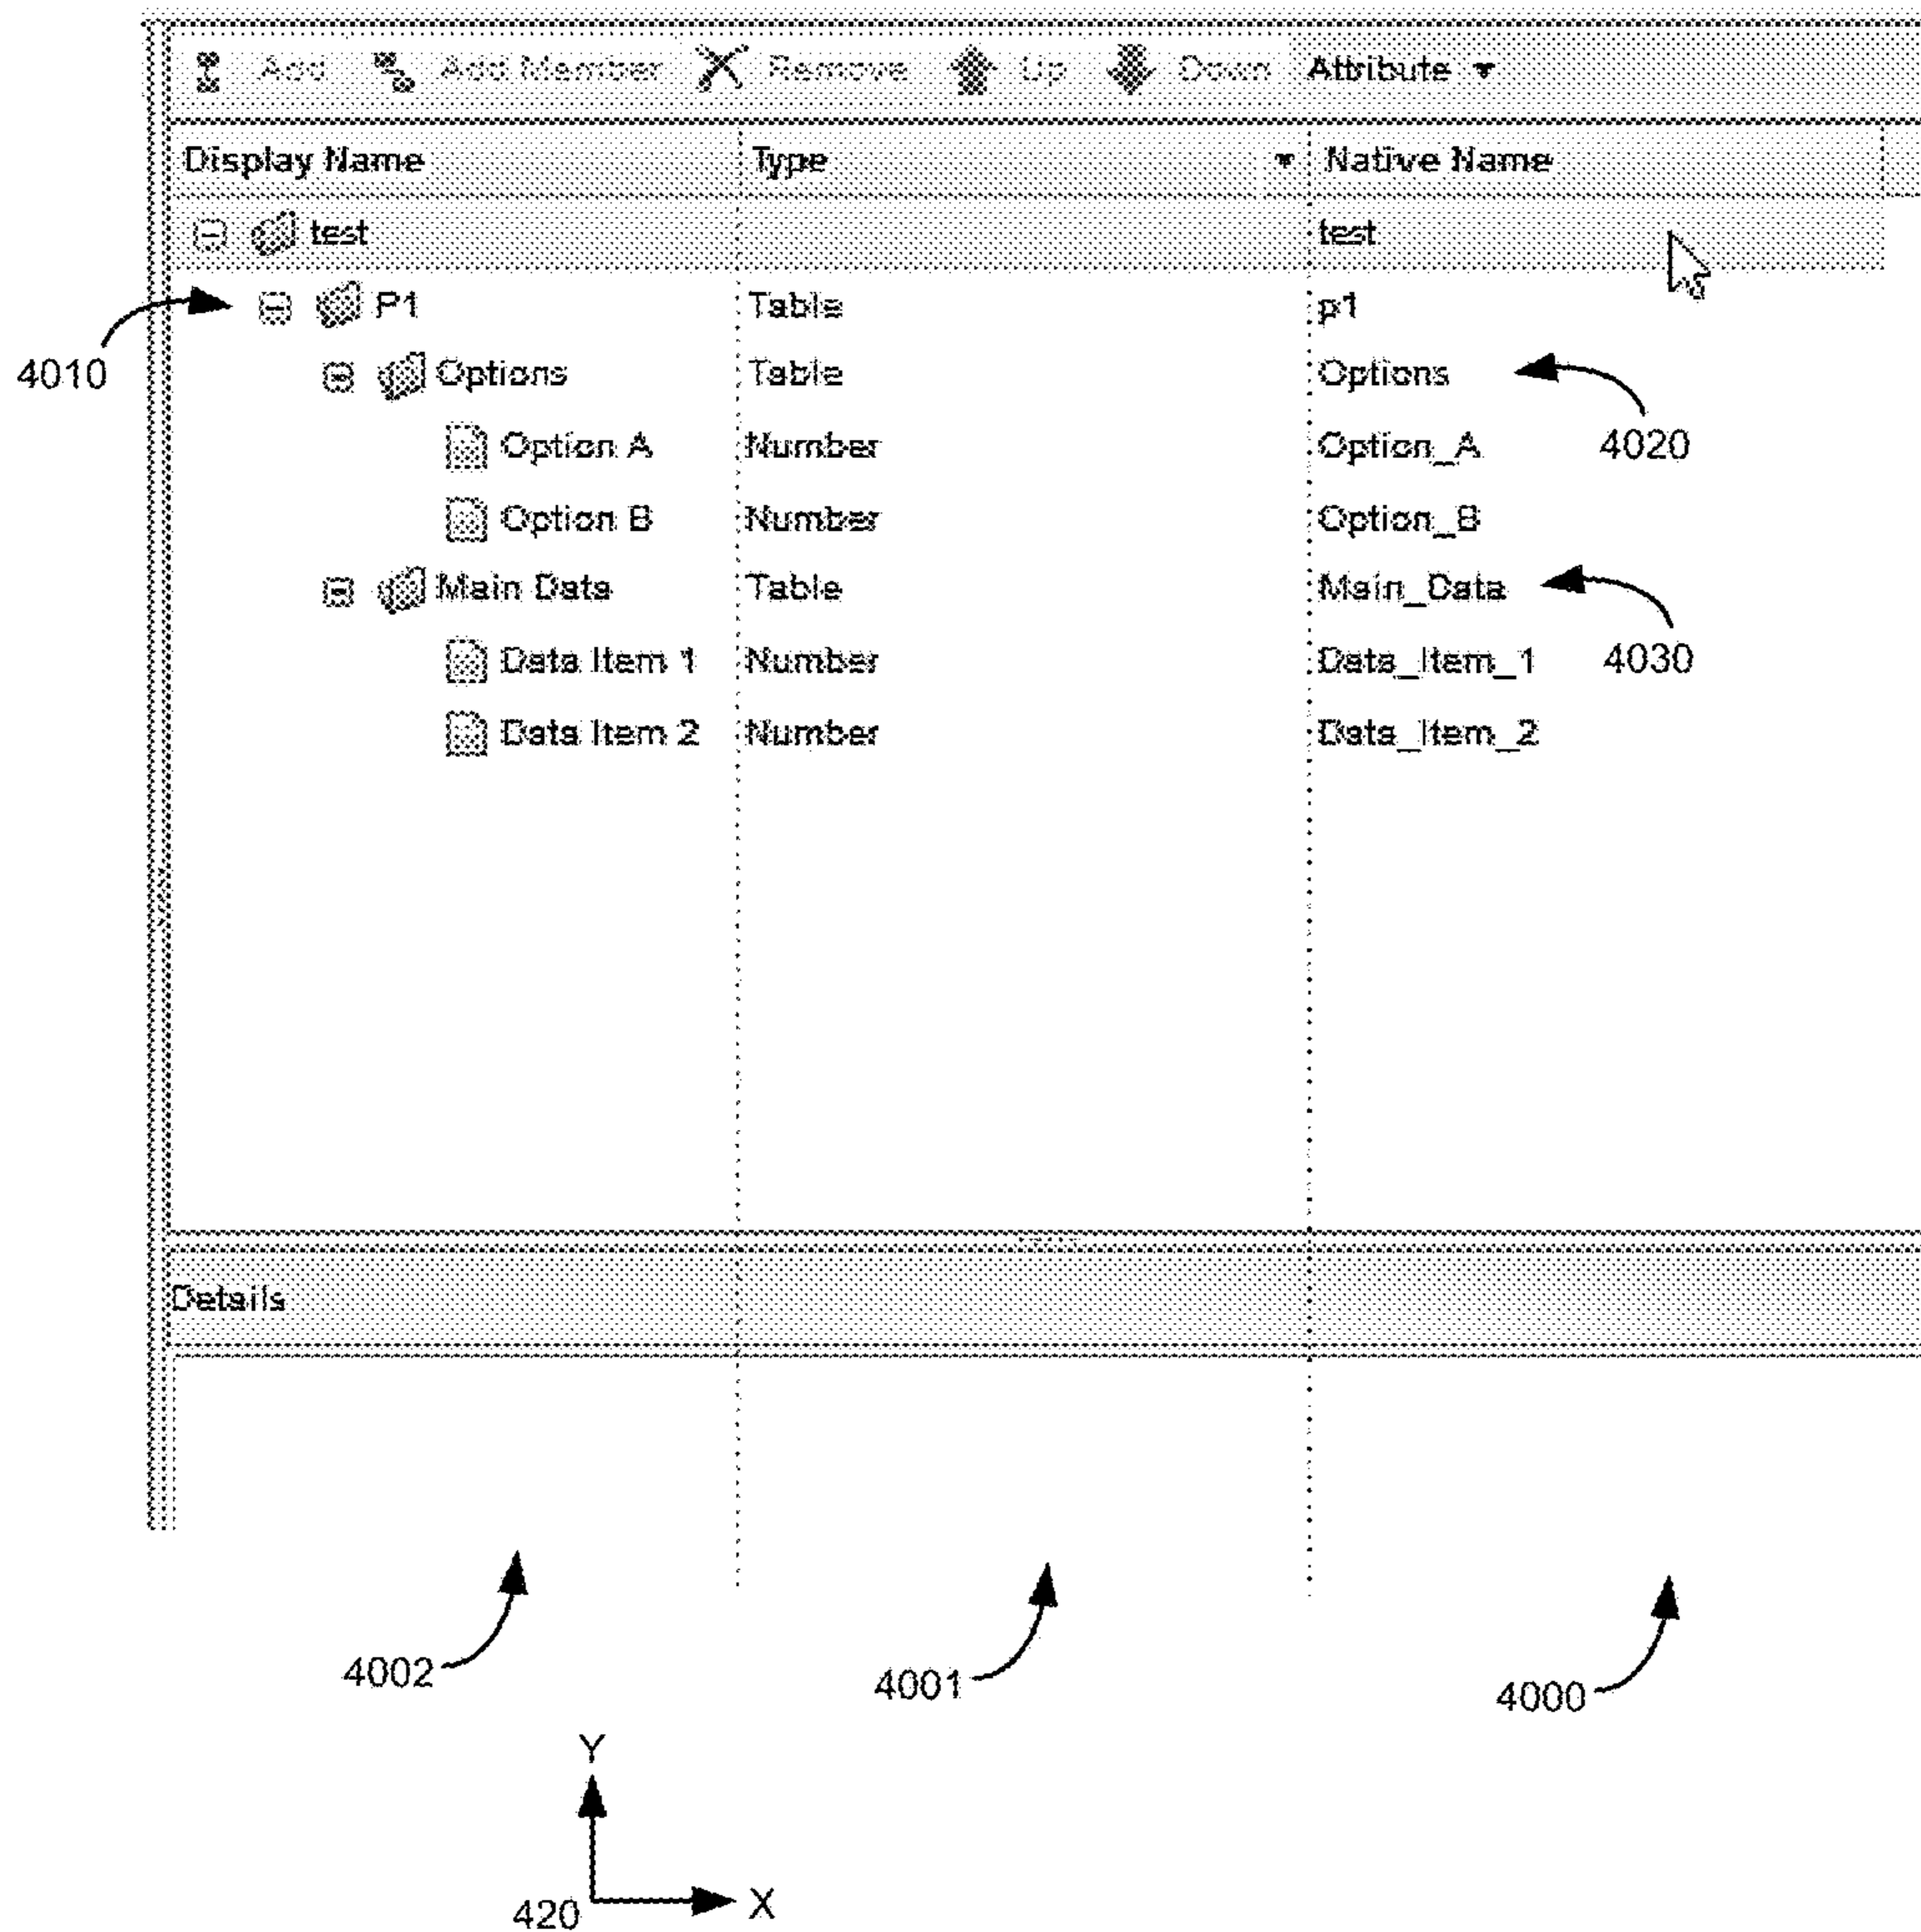 Add Add Member Remove Up Down Attribute
Display Name Type Native Name
test test
P1 Table p1
4010
Options Table Options
Option A Number Option_A 4020
Option B Number Option_B
Main Data Table Main_Data
Data Item 1 Number Data_Item_1 4030
Data Item 2 Number Data_Item_2
Details
4002 4001 4000
Y
420 X